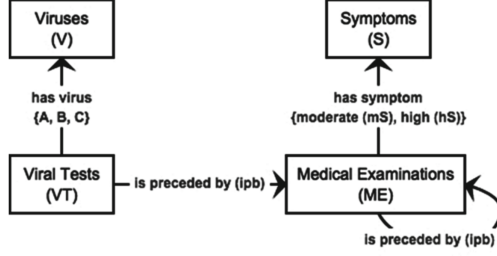 Viruses
(V)
Symptoms
(S)
has virus
{A, B, C}
has symptom
{moderate (mS), high (hS)}
Viral Tests
(VT)
is preceded by (ipb)
Medical Examinations
(ME)
is preceded by (ipb)